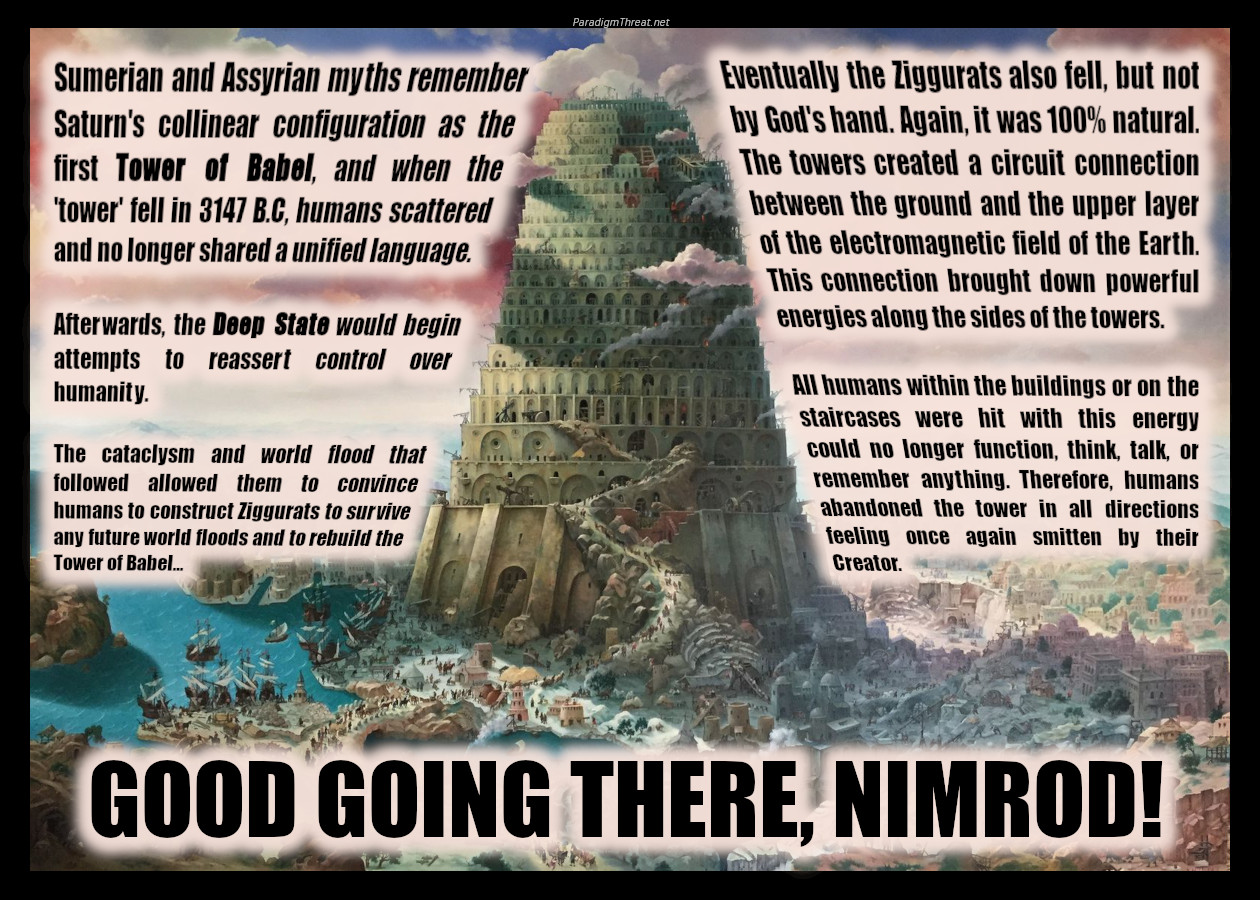 ParadigmThreat.net
Sumerian and Assyrian myths remember
Saturn's collinear configuration as the
first Tower of Babel, and when the
'tower' fell in 3147 B.C, humans scattered
and no longer shared a unified language.
Afterwards, the Deep State would begin
attempts to reassert control over
humanity.
The cataclysm and world flood that
followed allowed them to convince
humans to construct Ziggurats to survive
any future world floods and to rebuild the
Tower of Babel...
Eventually the Ziggurats also fell, but not
by God's hand. Again, it was 100% natural.
The towers created a circuit connection
between the ground and the upper layer
of the electromagnetic field of the Earth.
This connection brought down powerful
energies along the sides of the towers.
All humans within the buildings or on the
staircases were hit with this energy
could no longer function, think, talk, or
remember anything. Therefore, humans
abandoned the tower in all directions
feeling once again smitten by their
Creator.
GOOD GOING THERE, NIMROD!